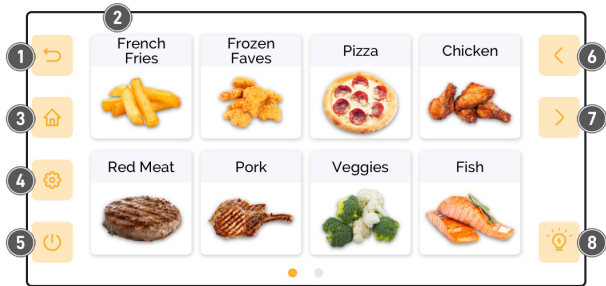 2
French
Fries
Frozen
Faves
Pizza
Chicken
1
6
3
7
Red Meat
Pork
Veggies
Fish
4
5
8